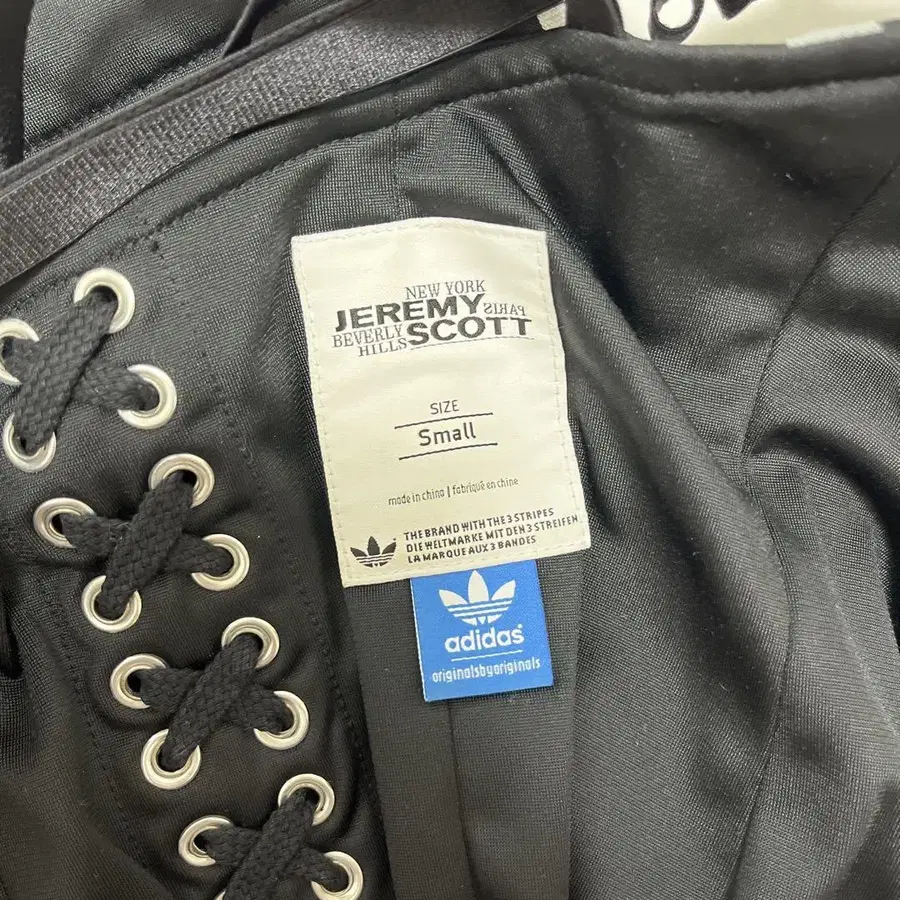 NEW YORK
JEREMY PARIS
BEVERLY SCOTT
HILLS
SIZE
Small
made in china | fabriqué en chine
THE BRAND WITH THE 3 STRIPES
DIE WELTMARKE MIT DEN 3 STREIFEN
LA MARQUE AUX 3 BANDES
adidas
originalsbyoriginals